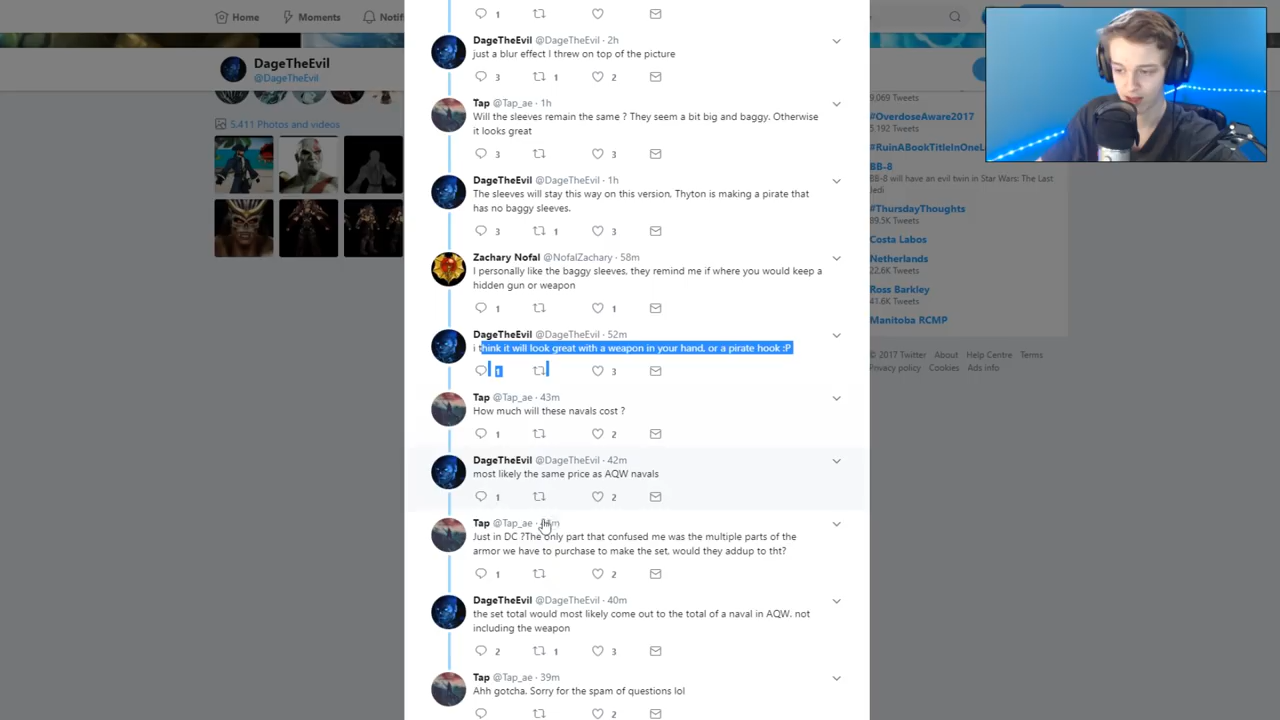 Home
Moments
Notifi
DageTheEvil
@DageTheEvil
5,411 Photos and videos
1
DageTheEvil @DageTheEvil · 2h
just a blur effect I threw on top of the picture
3 1 2
Tap @Tap_ae · 1h
Will the sleeves remain the same ? They seem a bit big and baggy. Otherwise
it looks great
3 3
DageTheEvil @DageTheEvil · 1h
The sleeves will stay this way on this version, Thyton is making a pirate that
has no baggy sleeves.
3 1 3
Zachary Nofal @NofalZachary · 58m
I personally like the baggy sleeves, they remind me if where you would keep a
hidden gun or weapon
1 1
DageTheEvil @DageTheEvil · 52m
i think it will look great with a weapon in your hand, or a pirate hook :P
1 3
Tap @Tap_ae · 43m
How much will these navals cost ?
1 2
DageTheEvil @DageTheEvil · 42m
most likely the same price as AQW navals
1 2
Tap @Tap_ae ·
Just in DC ?The only part that confused me was the multiple parts of the
armor we have to purchase to make the set, would they addup to tht?
1 2
DageTheEvil @DageTheEvil · 40m
the set total would most likely come out to the total of a naval in AQW. not
including the weapon
2 1 3
Tap @Tap_ae · 39m
Ahh gotcha. Sorry for the spam of questions lol
2
9,069 Tweets
#OverdoseAware2017
5,192 Tweets
#RuinABookTitleInOneL
BB-8
BB-8 will have an evil twin in Star Wars: The Last
Jedi
#ThursdayThoughts
89.5K Tweets
Costa Labos
Netherlands
22.6K Tweets
Ross Barkley
41.6K Tweets
Manitoba RCMP
© 2017 Twitter About Help Centre Terms
Privacy policy Cookies Ads info